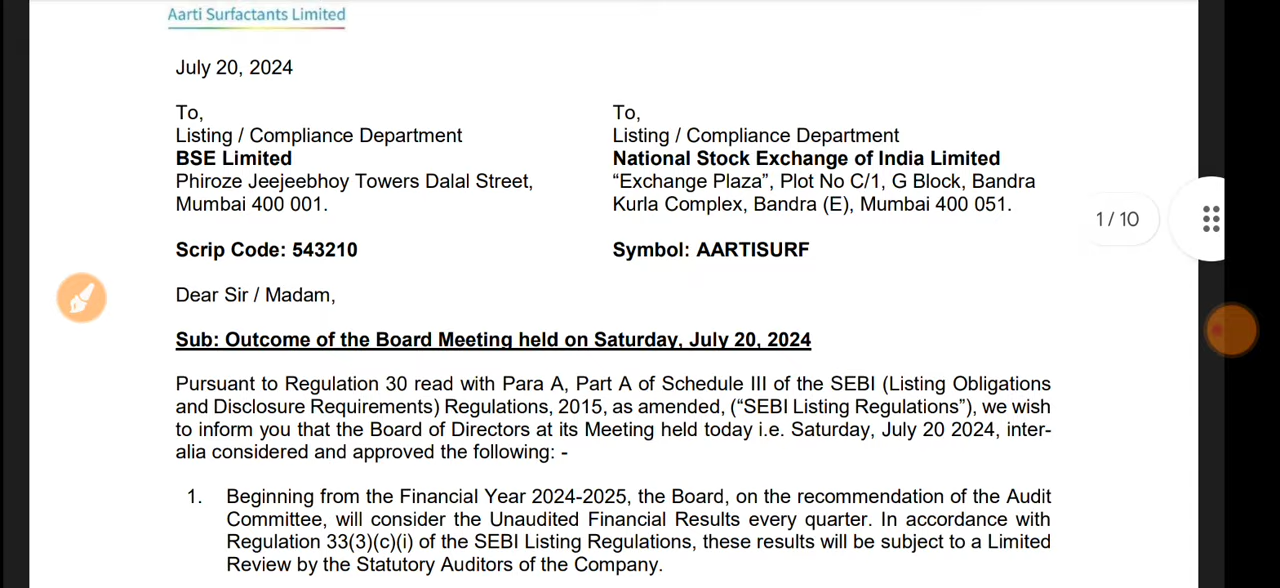 Aarti Surfactants Limited
July 20, 2024
To,
Listing / Compliance Department
BSE Limited
Phiroze Jeejeebhoy Towers Dalal Street,
Mumbai 400 001.
Scrip Code: 543210
To,
Listing / Compliance Department
National Stock Exchange of India Limited
“Exchange Plaza”, Plot No C/1, G Block, Bandra
Kurla Complex, Bandra (E), Mumbai 400 051.
Symbol: AARTISURF
1 / 10
Dear Sir / Madam,
Sub: Outcome of the Board Meeting held on Saturday, July 20, 2024
Pursuant to Regulation 30 read with Para A, Part A of Schedule III of the SEBI (Listing Obligations
and Disclosure Requirements) Regulations, 2015, as amended, (“SEBI Listing Regulations”), we wish
to inform you that the Board of Directors at its Meeting held today i.e. Saturday, July 20 2024, inter-
alia considered and approved the following: -
1. Beginning from the Financial Year 2024-2025, the Board, on the recommendation of the Audit
Committee, will consider the Unaudited Financial Results every quarter. In accordance with
Regulation 33(3)(c)(i) of the SEBI Listing Regulations, these results will be subject to a Limited
Review by the Statutory Auditors of the Company.